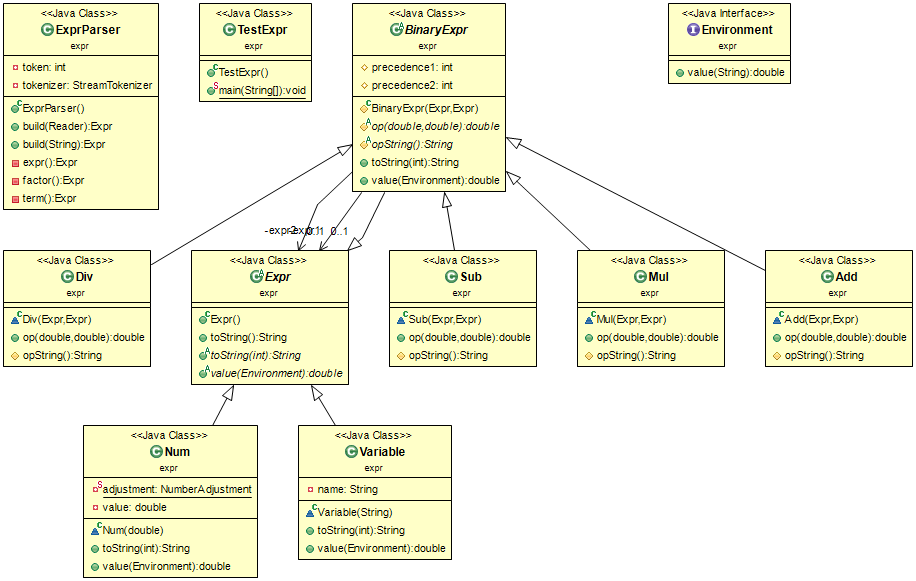 <<Java Class>>
ExprParser
expr
token: int
tokenizer: StreamTokenizer
ExprParser()
build(Reader):Expr
build(String):Expr
expr():Expr
factor():Expr
term():Expr
<<Java Class>>
TestExpr
expr
TestExpr()
main(String[]):void
<<Java Class>>
BinaryExpr
expr
precedence1: int
precedence2: int
BinaryExpr(Expr,Expr)
op(double,double):double
opString():String
toString(int):String
value(Environment):double
<<Java Interface>>
Environment
expr
value(String):double
0..1
<<Java Class>>
Div
expr
Div(Expr,Expr)
op(double,double):double
opString():String
<<Java Class>>
Expr
expr
Expr()
toString():String
toString(int):String
value(Environment):double
<<Java Class>>
Sub
expr
Sub(Expr,Expr)
op(double,double):double
opString():String
<<Java Class>>
Mul
expr
Mul(Expr,Expr)
op(double,double):double
opString():String
<<Java Class>>
Add
expr
Add(Expr,Expr)
op(double,double):double
opString():String
<<Java Class>>
Num
expr
adjustment: NumberAdjustment
value: double
Num(double)
toString(int):String
value(Environment):double
<<Java Class>>
Variable
expr
name: String
Variable(String)
toString(int):String
value(Environment):double